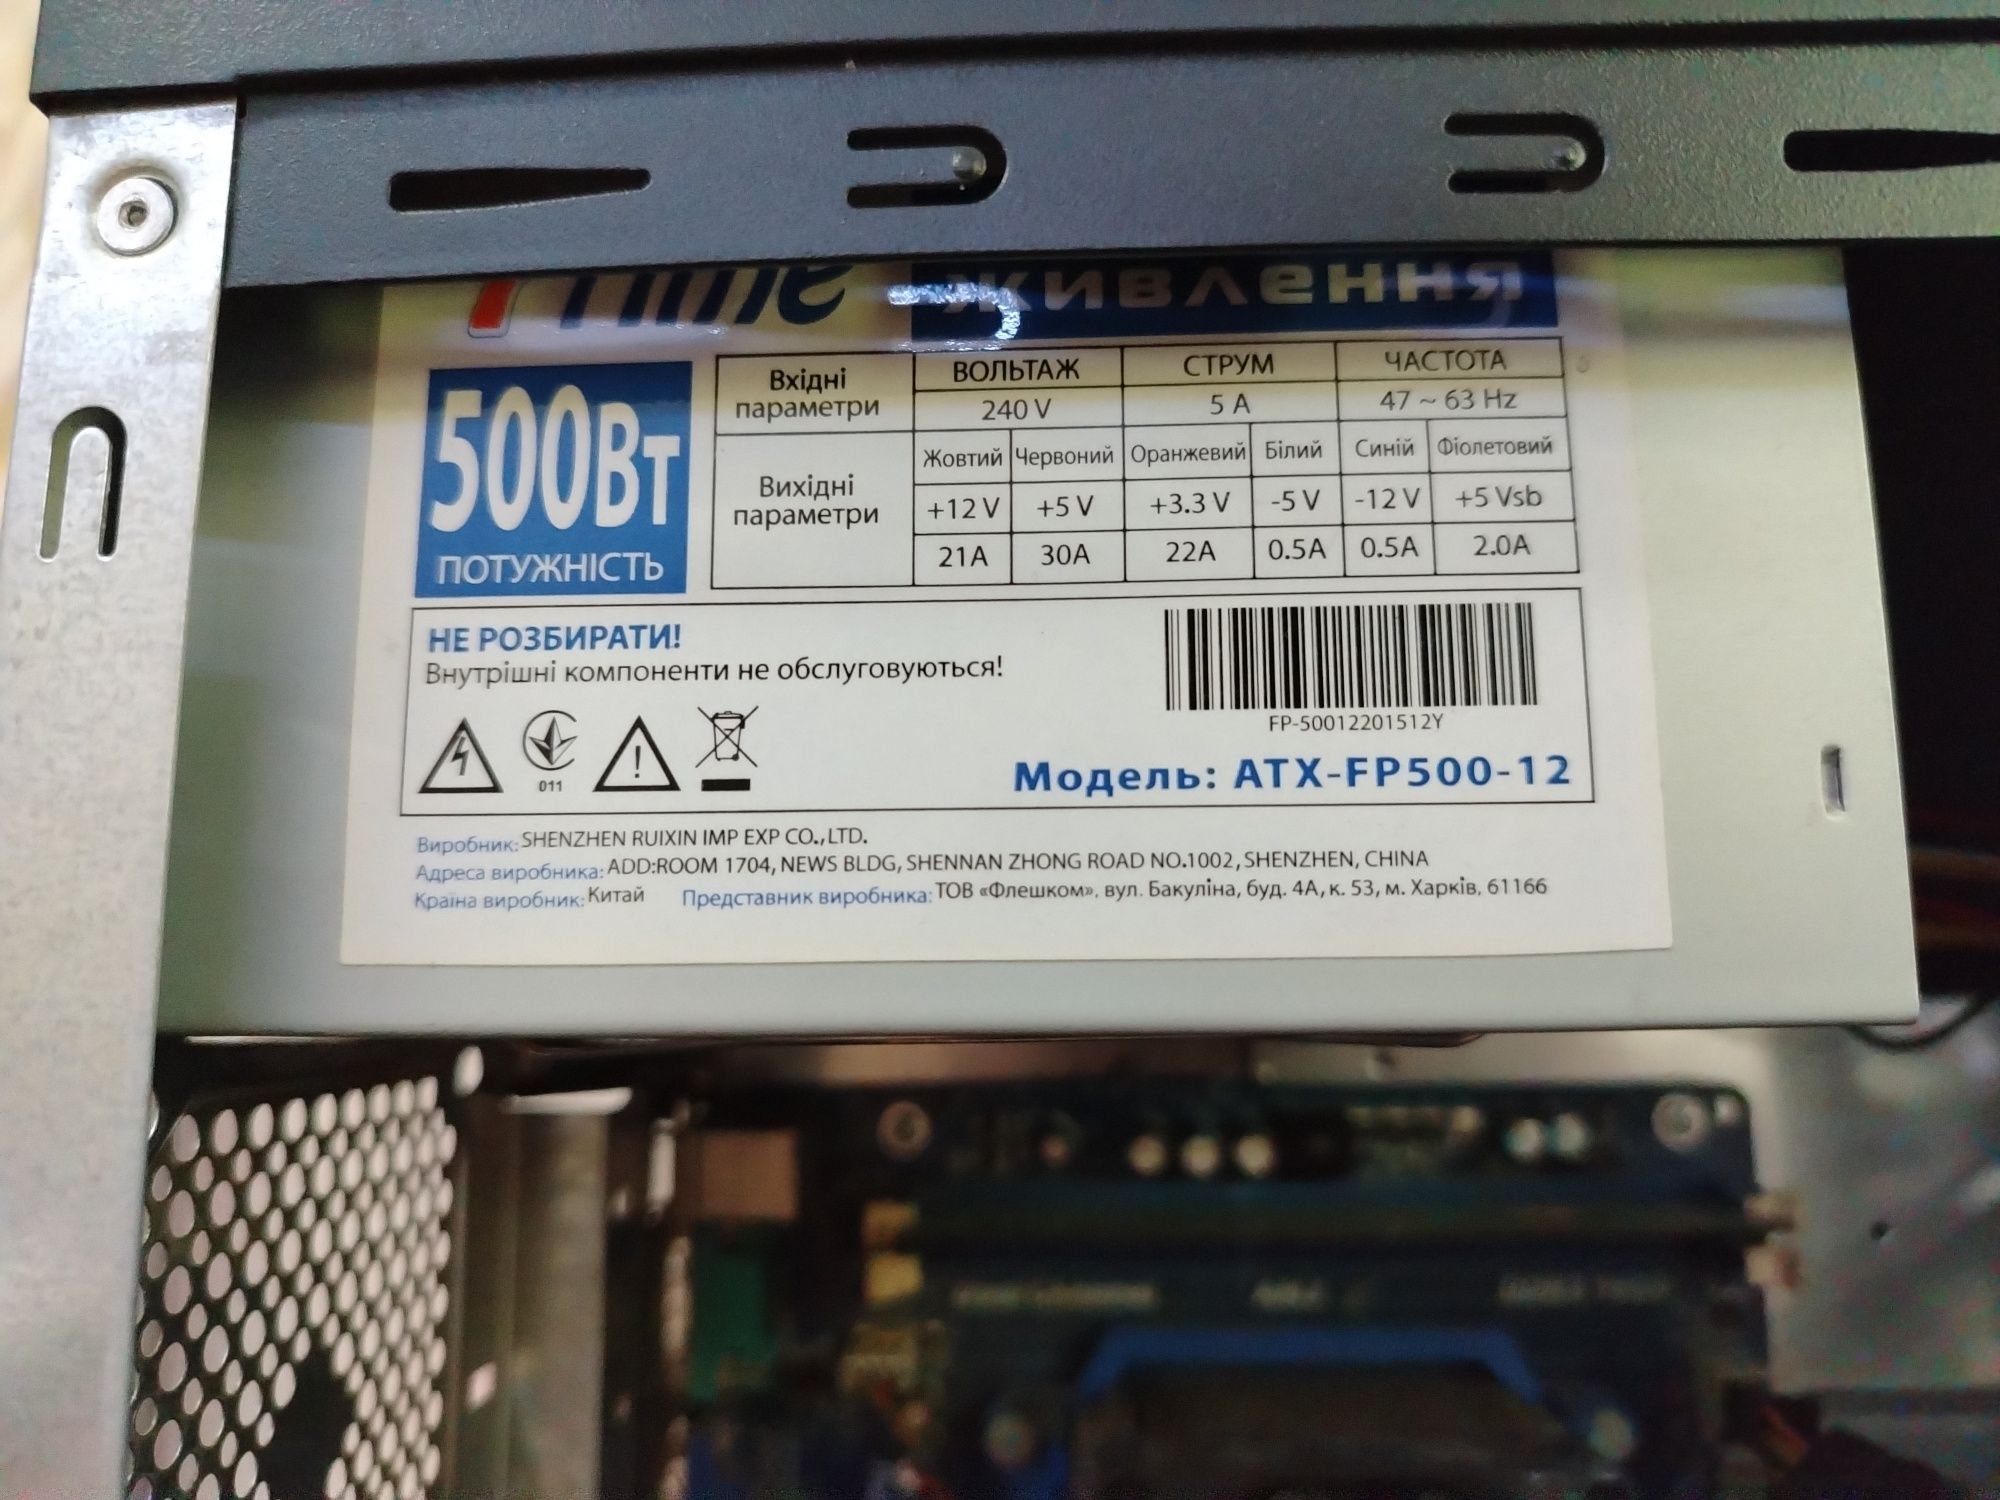 Prime
живлення
500Вт
ПОТУЖНІСТЬ
Вхідні параметри ВОЛЬТАЖ СТРУМ ЧАСТОТА
240 V 5 A 47 ~ 63 Hz
Вихідні параметри Жовтий Червоний Оранжевий Білий Синій Фіолетовий
+12 V +5 V +3.3 V -5 V -12 V +5 Vsb
21A 30A 22A 0.5A 0.5A 2.0A
НЕ РОЗБИРАТИ!
Внутрішні компоненти не обслуговуються!
011
FP-50012201512Y
Модель: ATX-FP500-12
Виробник: SHENZHEN RUIXIN IMP EXP CO.,LTD.
Адреса виробника: ADD:ROOM 1704, NEWS BLDG, SHENNAN ZHONG ROAD NO.1002, SHENZHEN, CHINA
Країна виробник: Китай Представник виробника: ТОВ «Флешком», вул. Бакуліна, буд. 4А, к. 53, м. Харків, 61166